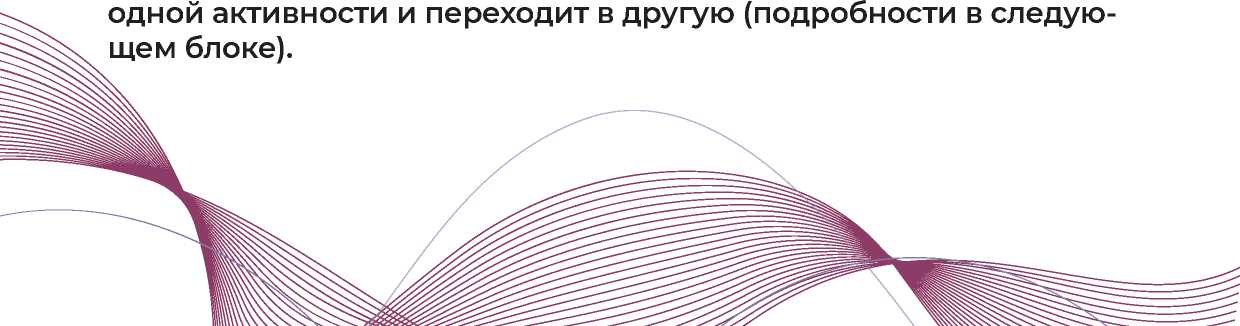 одной активности и переходит в другую (подробности в следую-
щем блоке).